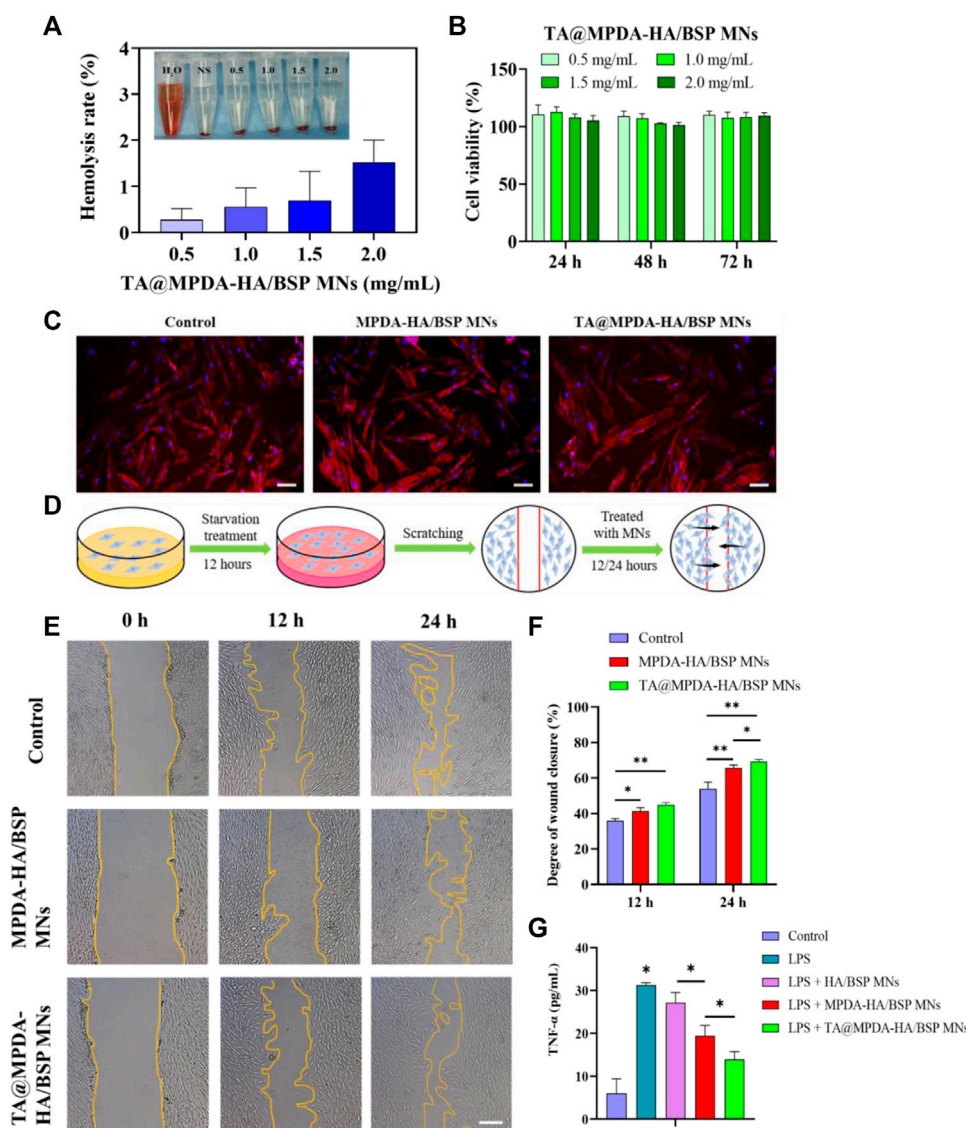 A
Hemolysis rate (%)
4
3
2
1
0
H₂O NS 0.5 1.0 1.5 2.0
0.5 1.0 1.5 2.0
TA@MPDA-HA/BSP MNs (mg/mL)
B
TA@MPDA-HA/BSP MNs
0.5 mg/mL 1.0 mg/mL
1.5 mg/mL 2.0 mg/mL
Cell viability (%)
150
100
50
0
24 h 48 h 72 h
C
Control MPDA-HA/BSP MNs TA@MPDA-HA/BSP MNs
D
Starvation
treatment
12 hours
Scratching
Treated
with MNs
12/24 hours
E
0 h 12 h 24 h
Control
MPDA-HA/BSP
MNs
TA@MPDA-
HA/BSP MNs
F
Control
MPDA-HA/BSP MNs
TA@MPDA-HA/BSP MNs
Degree of wound closure (%)
100
80
60
40
20
0
** * ** ** *
12 h 24 h
G
Control
LPS
LPS + HA/BSP MNs
LPS + MPDA-HA/BSP MNs
LPS + TA@MPDA-HA/BSP MNs
TNF-α (pg/mL)
40
30
20
10
0
* * *